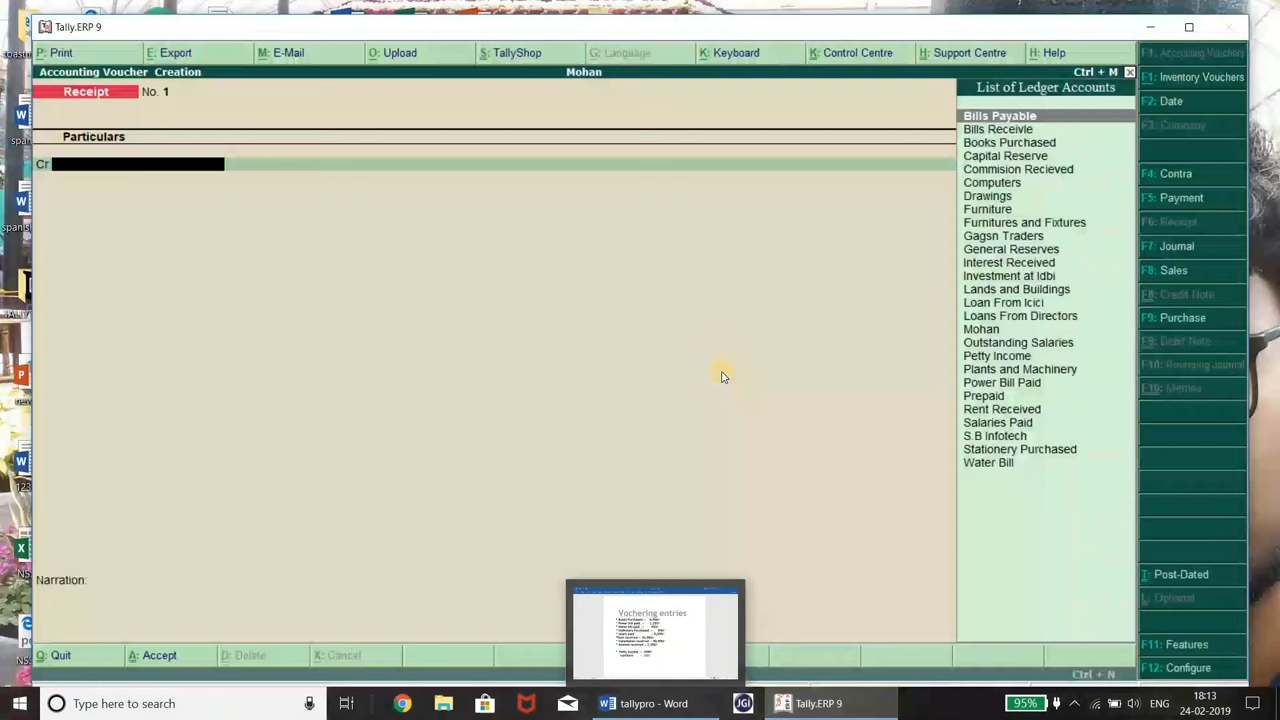 Tally.ERP 9
P: Print
E: Export
M: E-Mail
O: Upload
S: TallyShop
G: Language
K: Keyboard
K: Control Centre
H: Support Centre
H: Help
F1: Accounting Vouchers
Accounting Voucher Creation
Mohan
Ctrl + M
F1: Inventory Vouchers
Receipt
No. 1
List of Ledger Accounts
F2: Date
Bills Payable
F3: Company
Particulars
Bills Receivle
Books Purchased
Capital Reserve
Cr
Commision Recieved
F4: Contra
Computers
Drawings
F5: Payment
Furniture
Furnitures and Fixtures
F6: Receipt
Gagsn Traders
General Reserves
F7: Journal
Interest Received
Investment at Idbi
F8: Sales
Lands and Buildings
F8: Credit Note
Loan From Icici
Loans From Directors
F9: Purchase
Mohan
Outstanding Salaries
F9: Debit Note
Petty Income
Plants and Machinery
F10: Reversing Journal
Power Bill Paid
F10: Memos
Prepaid
Rent Received
Salaries Paid
S.B Infotech
Stationery Purchased
Water Bill
Narration:
T: Post-Dated
L: Optional
Vochering entries
Q: Quit
A: Accept
D: Delete
X: Cancel
F11: Features
F12: Configure
Ctrl + N
Type here to search
tallypro - Word
Tally.ERP 9
95%
ENG
18:13
24-02-2019